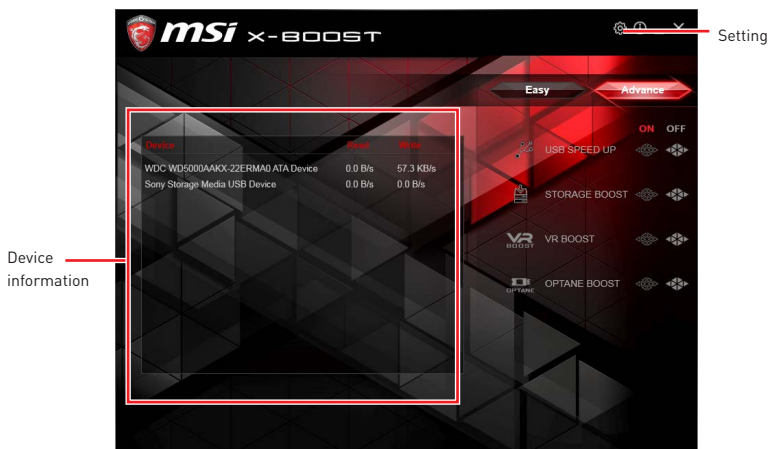 msi X-BOOST
Setting
Easy
Advance
ON OFF
Device Read Write
WDC WD5000AAKX-22ERMA0 ATA Device 0.0 B/s 57.3 KB/s
Sony Storage Media USB Device 0.0 B/s 0.0 B/s
USB SPEED UP
STORAGE BOOST
VR BOOST VR BOOST
OPTANE OPTANE BOOST
Device
information